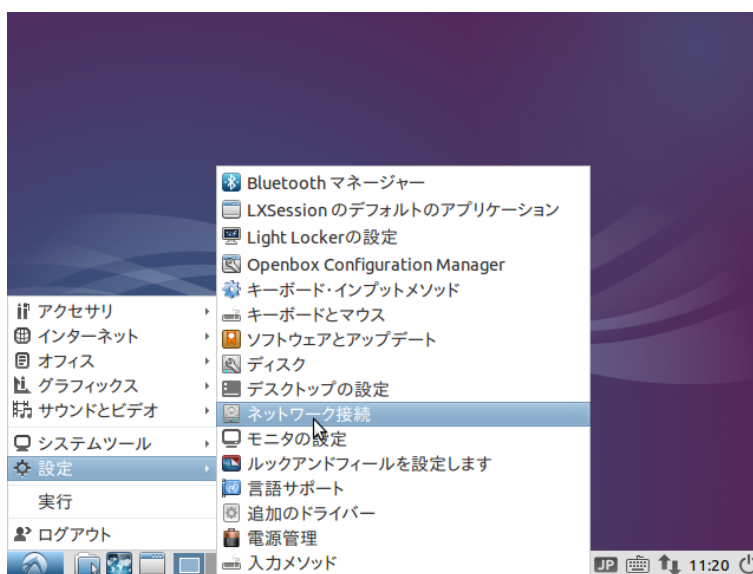 Bluetooth マネージャー
LXSession のデフォルトのアプリケーション
Light Lockerの設定
Openbox Configuration Manager
キーボード・インプットメソッド
キーボードとマウス
ソフトウェアとアップデート
ディスク
デスクトップの設定
ネットワーク接続
モニタの設定
ルックアンドフィールを設定します
言語サポート
追加のドライバー
電源管理
入力メソッド
アクセサリ
インターネット
オフィス
グラフィックス
サウンドとビデオ
システムツール
設定
実行
ログアウト
JP 11:20